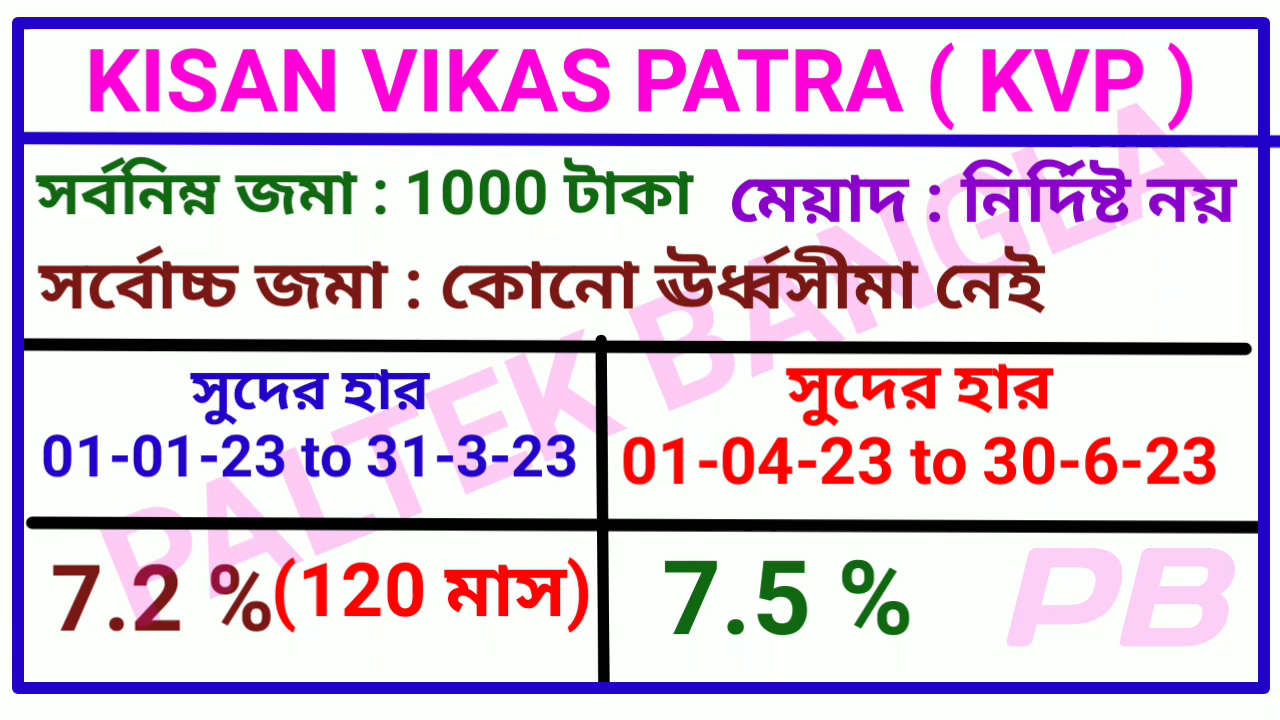 KISAN VIKAS PATRA ( KVP )
সর্বনিম্ন জমা : 1000 টাকা মেয়াদ : নির্দিষ্ট নয়
সর্বোচ্চ জমা : কোনো ঊর্ধ্বসীমা নেই
সুদের হার
01-01-23 to 31-3-23
সুদের হার
01-04-23 to 30-6-23
7.2 %(120 মাস)
7.5 %
PALTEK BANGLA
PB